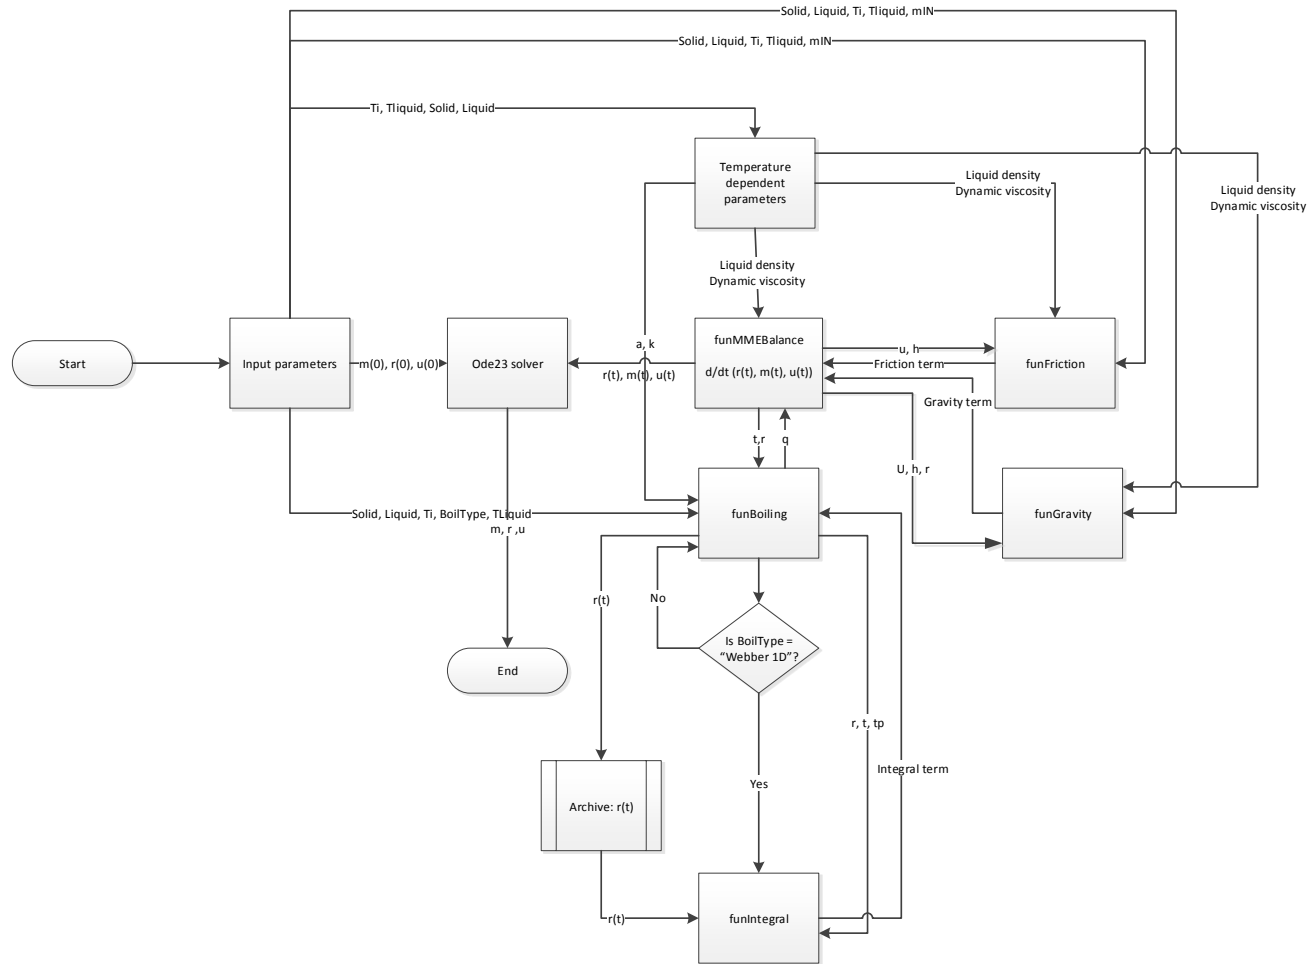 Solid, Liquid, Ti, Tliquid, mIN
Solid, Liquid, Ti, Tliquid, mIN
Ti, Tliquid, Solid, Liquid
Temperature
dependent
parameters
Liquid density
Dynamic viscosity
Liquid density
Dynamic viscosity
Liquid density
Dynamic viscosity
Start
Input parameters
m(0), r(0), u(0)
Ode23 solver
a, k
r(t), m(t), u(t)
funMMEBalance
d/dt (r(t), m(t), u(t))
u, h
Friction term
funFriction
Gravity term
t,r
q
U, h, r
Solid, Liquid, Ti, BoilType, TLiquid
m, r ,u
funBoiling
funGravity
r(t)
No
Is BoilType =
“Webber 1D”?
End
r, t, tp
Integral term
Yes
Archive: r(t)
r(t)
funIntegral